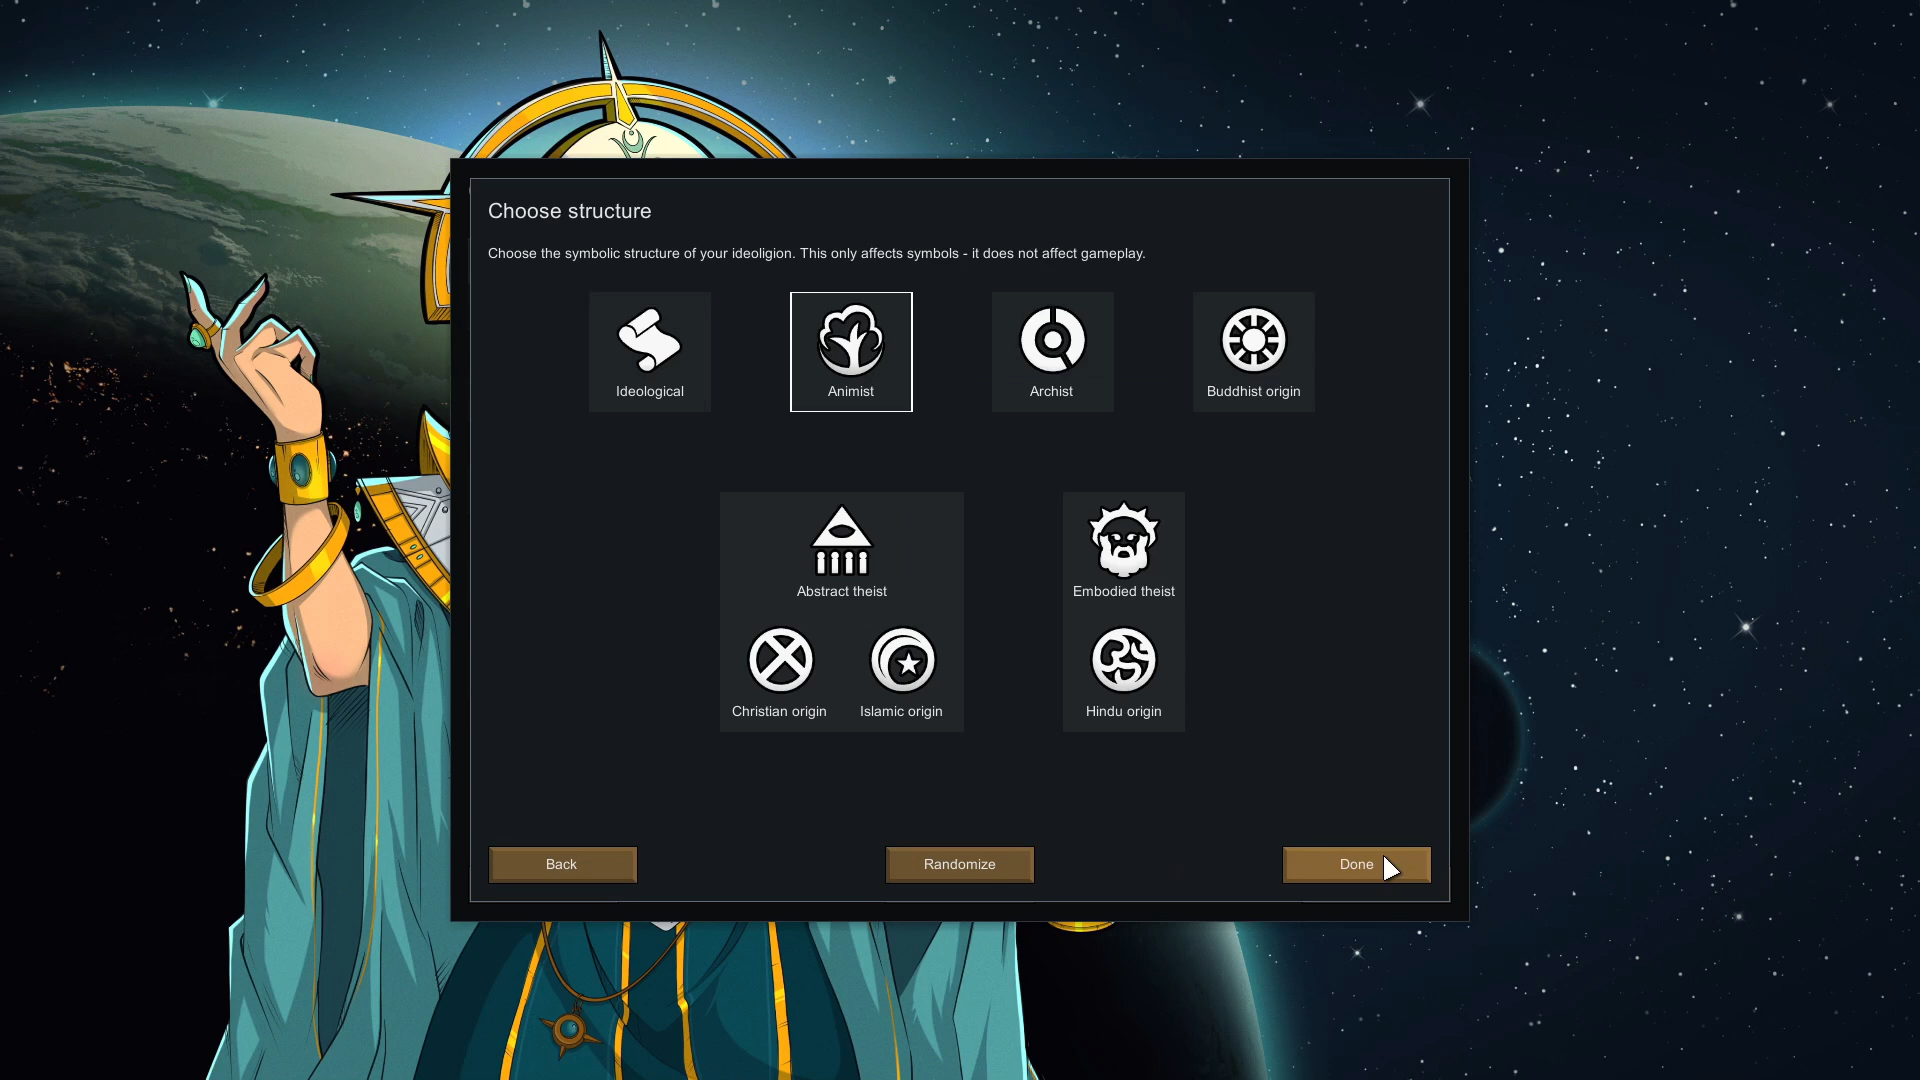 Choose structure
Choose the symbolic structure of your ideoligion. This only affects symbols - it does not affect gameplay.
Ideological
Animist
Archist
Buddhist origin
Abstract theist
Embodied theist
Christian origin
Islamic origin
Hindu origin
Back
Randomize
Done